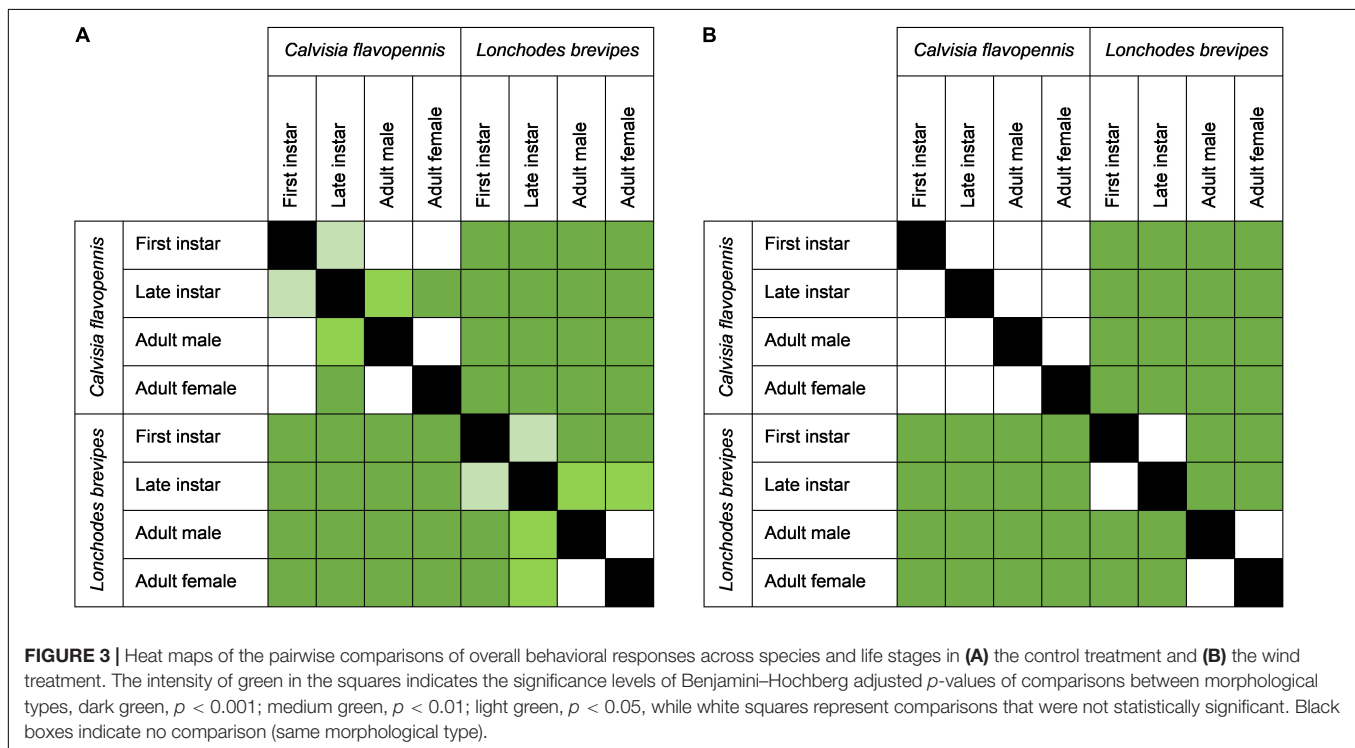 A
Calvisia flavopennis Lonchodes brevipes
First instar Late instar Adult male Adult female First instar Late instar Adult male Adult female
Calvisia flavopennis
First instar
Late instar
Adult male
Adult female
Lonchodes brevipes
First instar
Late instar
Adult male
Adult female
B
Calvisia flavopennis Lonchodes brevipes
First instar Late instar Adult male Adult female First instar Late instar Adult male Adult female
Calvisia flavopennis
First instar
Late instar
Adult male
Adult female
Lonchodes brevipes
First instar
Late instar
Adult male
Adult female
FIGURE 3 | Heat maps of the pairwise comparisons of overall behavioral responses across species and life stages in (A) the control treatment and (B) the wind
treatment. The intensity of green in the squares indicates the significance levels of Benjamini–Hochberg adjusted p-values of comparisons between morphological
types, dark green, p < 0.001; medium green, p < 0.01; light green, p < 0.05, while white squares represent comparisons that were not statistically significant. Black
boxes indicate no comparison (same morphological type).